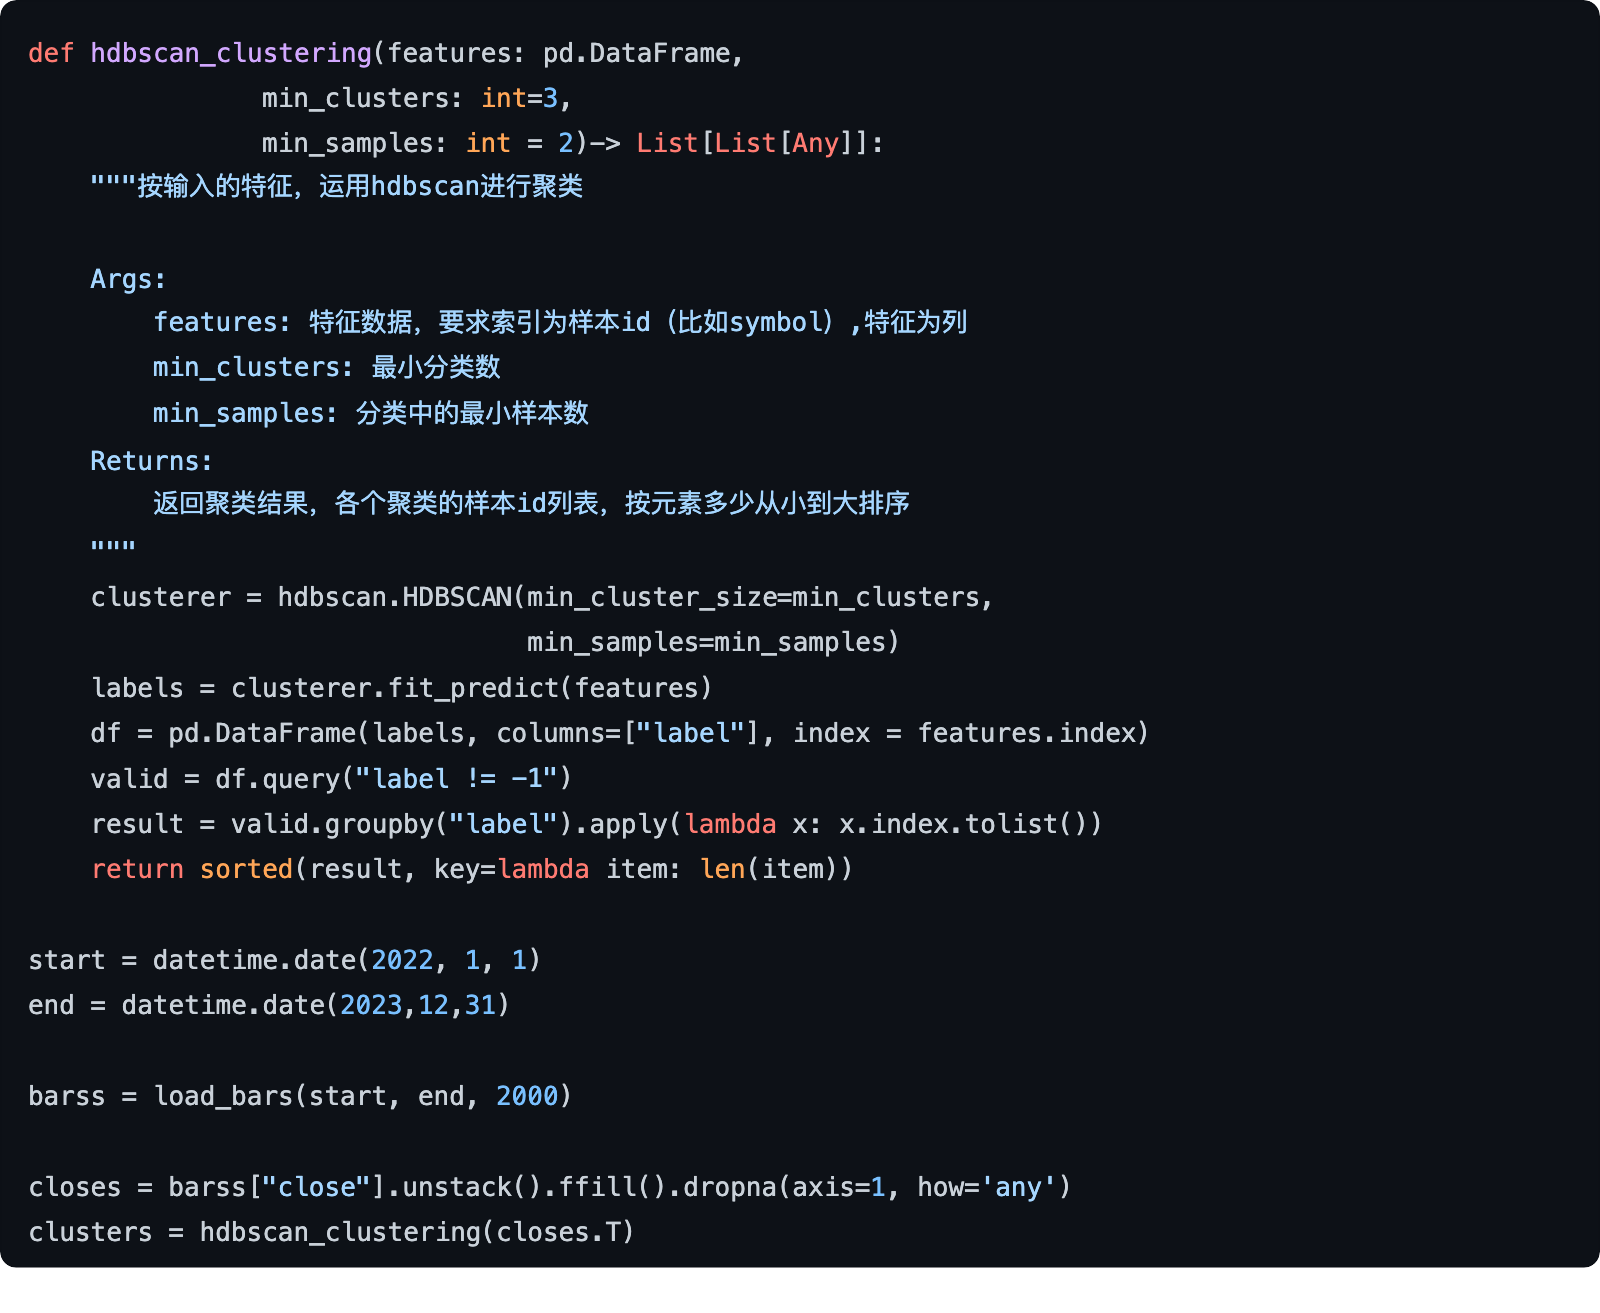 def hdbscan_clustering(features: pd.DataFrame,
               min_clusters: int=3,
               min_samples: int = 2)-> List[List[Any]]:
    """按输入的特征，运用hdbscan进行聚类

    Args:
        features: 特征数据，要求索引为样本id（比如symbol）,特征为列
        min_clusters: 最小分类数
        min_samples: 分类中的最小样本数
    Returns:
        返回聚类结果，各个聚类的样本id列表，按元素多少从小到大排序
    """
    clusterer = hdbscan.HDBSCAN(min_cluster_size=min_clusters,
                                min_samples=min_samples)
    labels = clusterer.fit_predict(features)
    df = pd.DataFrame(labels, columns=["label"], index = features.index)
    valid = df.query("label != -1")
    result = valid.groupby("label").apply(lambda x: x.index.tolist())
    return sorted(result, key=lambda item: len(item))

start = datetime.date(2022, 1, 1)
end = datetime.date(2023,12,31)

barss = load_bars(start, end, 2000)

closes = barss["close"].unstack().ffill().dropna(axis=1, how='any')
clusters = hdbscan_clustering(closes.T)